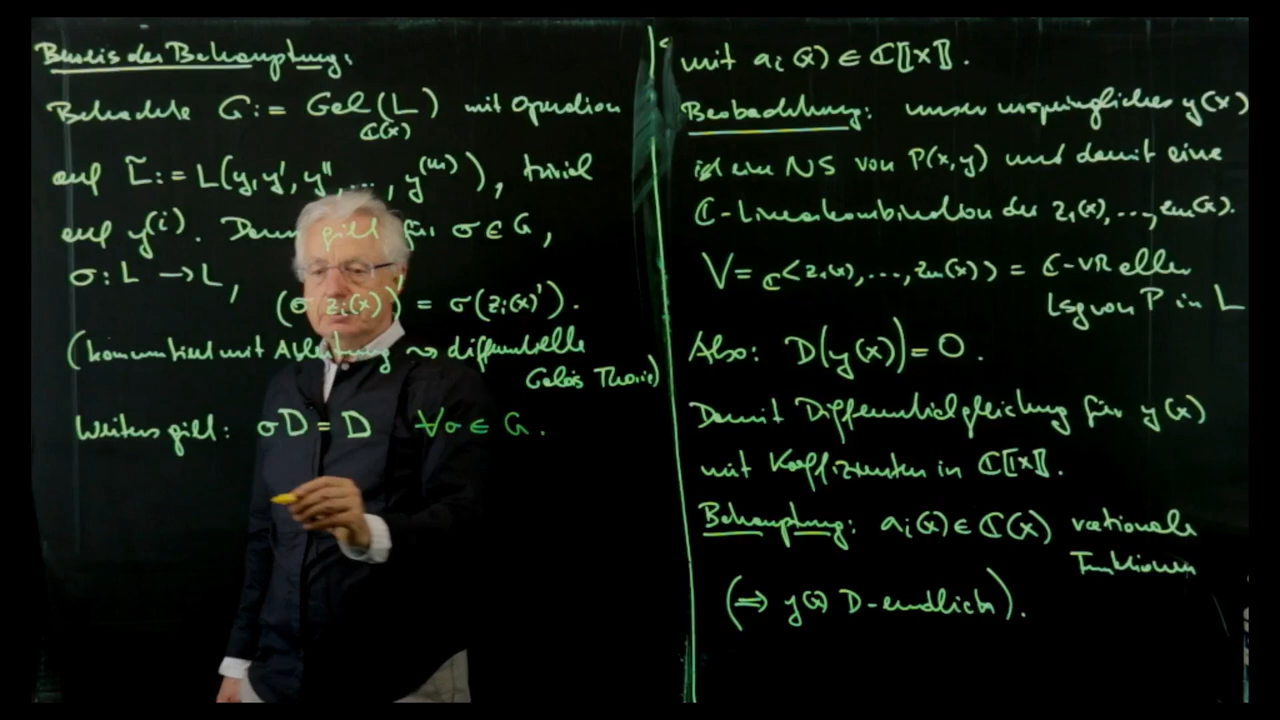 Beweis der Behauptung:
Betrachte G := Gal(L) mit Operation
C(x)
auf L̃ := L(y, y', y'', ..., y^(m)), trivial
auf y^(i). Dann gilt für σ ∈ G,
σ: L → L,
(σ z_i(x))' = σ(z_i(x)').
(kommutiert mit Ableitung ⇝ differentielle
Galois Theorie)
Weiters gilt: σD = D ∀σ ∈ G.
mit a_i(x) ∈ ℂ[[x]].
Beobachtung: unser ursprüngliches y(x)
ist ein NS von P(x,y) und damit eine
ℂ-Linearkombination der z_1(x), ..., z_m(x).
V = ℂ<z_1(x), ..., z_m(x)> = ℂ-VR aller
Lsg von P in L
Also: D(y(x)) = 0.
Damit Differentialgleichung für y(x)
mit Koeffizienten in ℂ[[x]].
Behauptung: a_i(x) ∈ ℂ(x) rationale
Funktionen
(⇒ y(x) D-endlich).